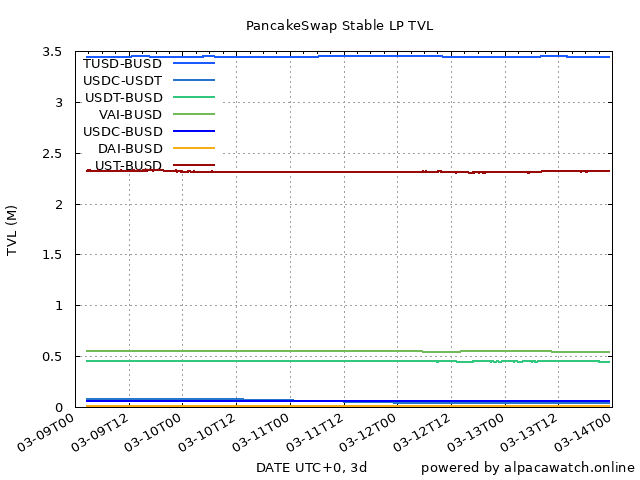 PancakeSwap Stable LP TVL
3.5
3
2.5
2
1.5
1
0.5
0
TVL (M)
TUSD-BUSD
USDC-USDT
USDT-BUSD
VAI-BUSD
USDC-BUSD
DAI-BUSD
UST-BUSD
03-09T00
03-09T12
03-10T00
03-10T12
03-11T00
03-11T12
03-12T00
03-12T12
03-13T00
03-13T12
03-14T00
DATE UTC+0, 3d
powered by alpacawatch.online